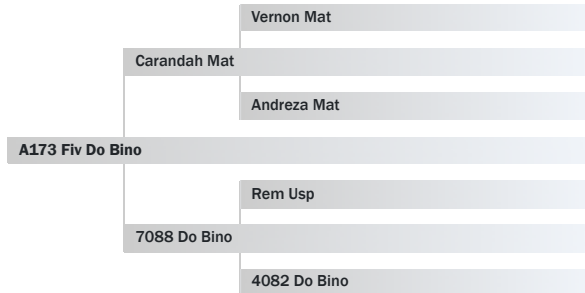 Vernon Mat
Carandah Mat
Andreza Mat
A173 Fiv Do Bino
Rem Usp
7088 Do Bino
4082 Do Bino